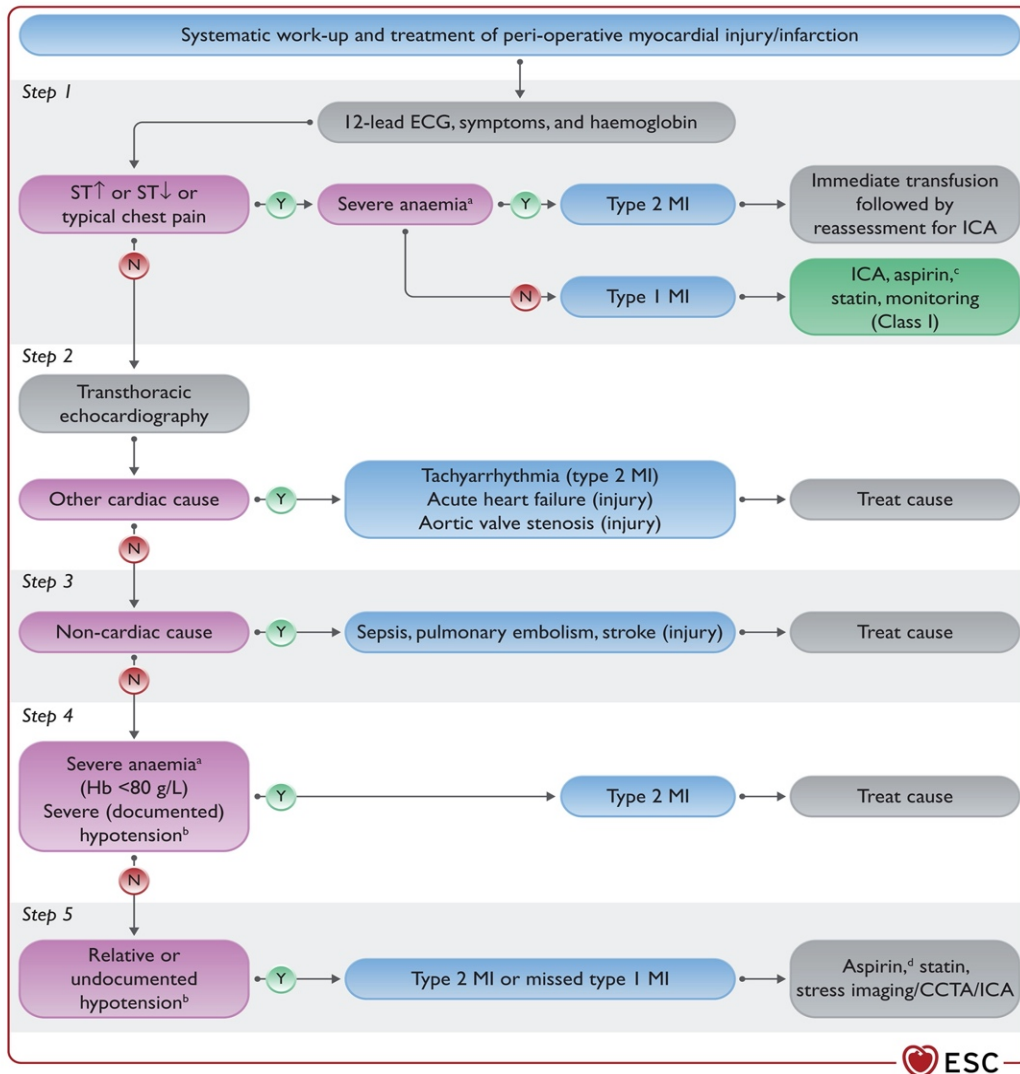 Systematic work-up and treatment of peri-operative myocardial injury/infarction
Step 1
12-lead ECG, symptoms, and haemoglobin
ST↑ or ST↓ or
typical chest pain
Y
Severe anaemiaᵃ
Y
Type 2 MI
Immediate transfusion
followed by
reassessment for ICA
N
N
Type 1 MI
ICA, aspirin,ᶜ
statin, monitoring
(Class I)
Step 2
Transthoracic
echocardiography
Other cardiac cause
Y
Tachyarrhythmia (type 2 MI)
Acute heart failure (injury)
Aortic valve stenosis (injury)
Treat cause
N
Step 3
Non-cardiac cause
Y
Sepsis, pulmonary embolism, stroke (injury)
Treat cause
N
Step 4
Severe anaemiaᵃ
(Hb <80 g/L)
Severe (documented)
hypotensionᵇ
Y
Type 2 MI
Treat cause
N
Step 5
Relative or
undocumented
hypotensionᵇ
Y
Type 2 MI or missed type 1 MI
Aspirin,ᵈ statin,
stress imaging/CCTA/ICA
ESC